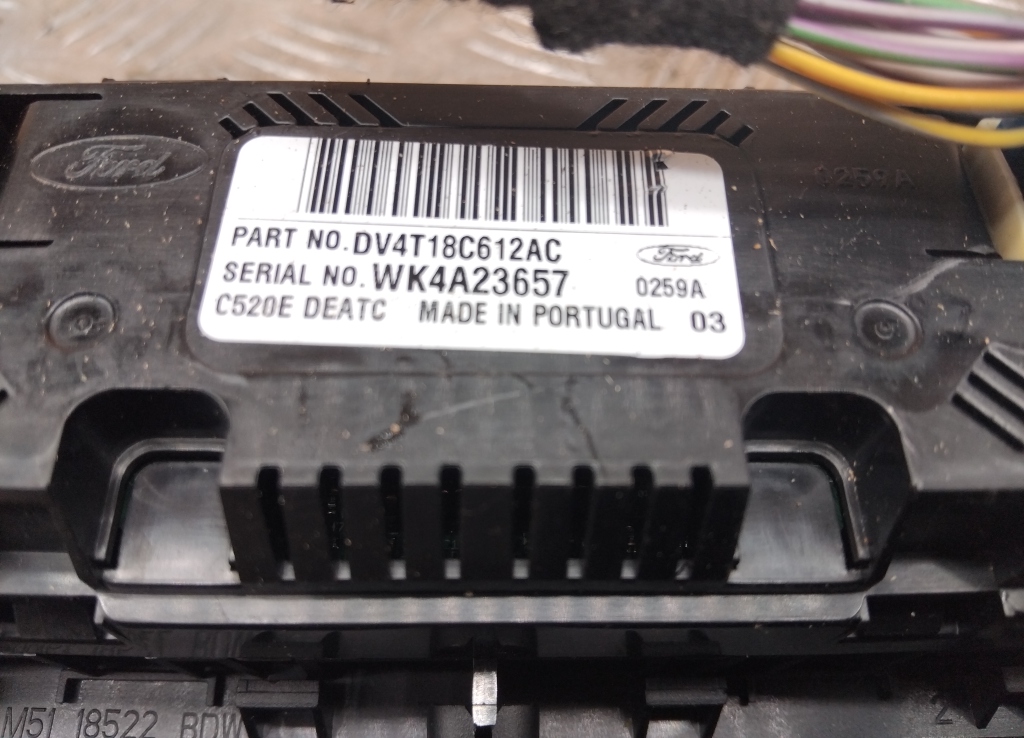 Ford
0259A
PART NO. DV4T18C612AC
Ford
SERIAL NO. WK4A23657
0259A
C520E DEATC MADE IN PORTUGAL 03
M51 18522 BDW
2